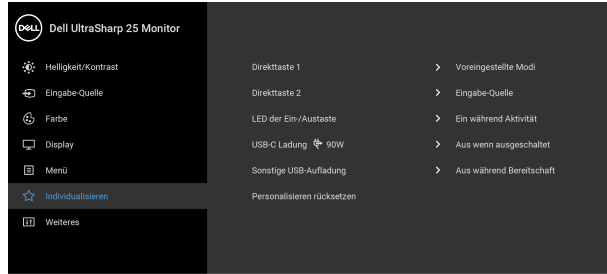 DELL Dell UltraSharp 25 Monitor
Helligkeit/Kontrast
Eingabe-Quelle
Farbe
Display
Menü
Individualisieren
Weiteres
Direkttaste 1 > Voreingestellte Modi
Direkttaste 2 > Eingabe-Quelle
LED der Ein-/Austaste > Ein während Aktivität
USB-C Ladung 90W > Aus wenn ausgeschaltet
Sonstige USB-Aufladung > Aus während Bereitschaft
Personalisieren rücksetzen